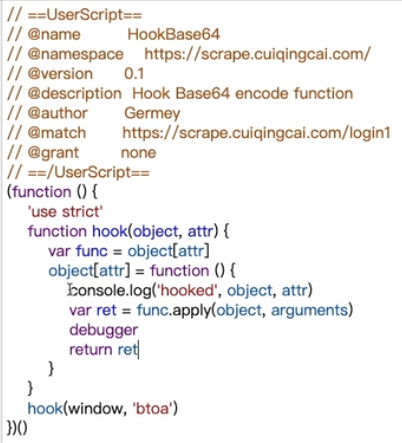 // ==UserScript==
// @name HookBase64
// @namespace https://scrape.cuiqingcai.com/
// @version 0.1
// @description Hook Base64 encode function
// @author Germey
// @match https://scrape.cuiqingcai.com/login1
// @grant none
// ==/UserScript==
(function () {
'use strict'
function hook(object, attr) {
var func = object[attr]
object[attr] = function () {
console.log('hooked', object, attr)
var ret = func.apply(object, arguments)
debugger
return ret
}
}
hook(window, 'btoa')
})()